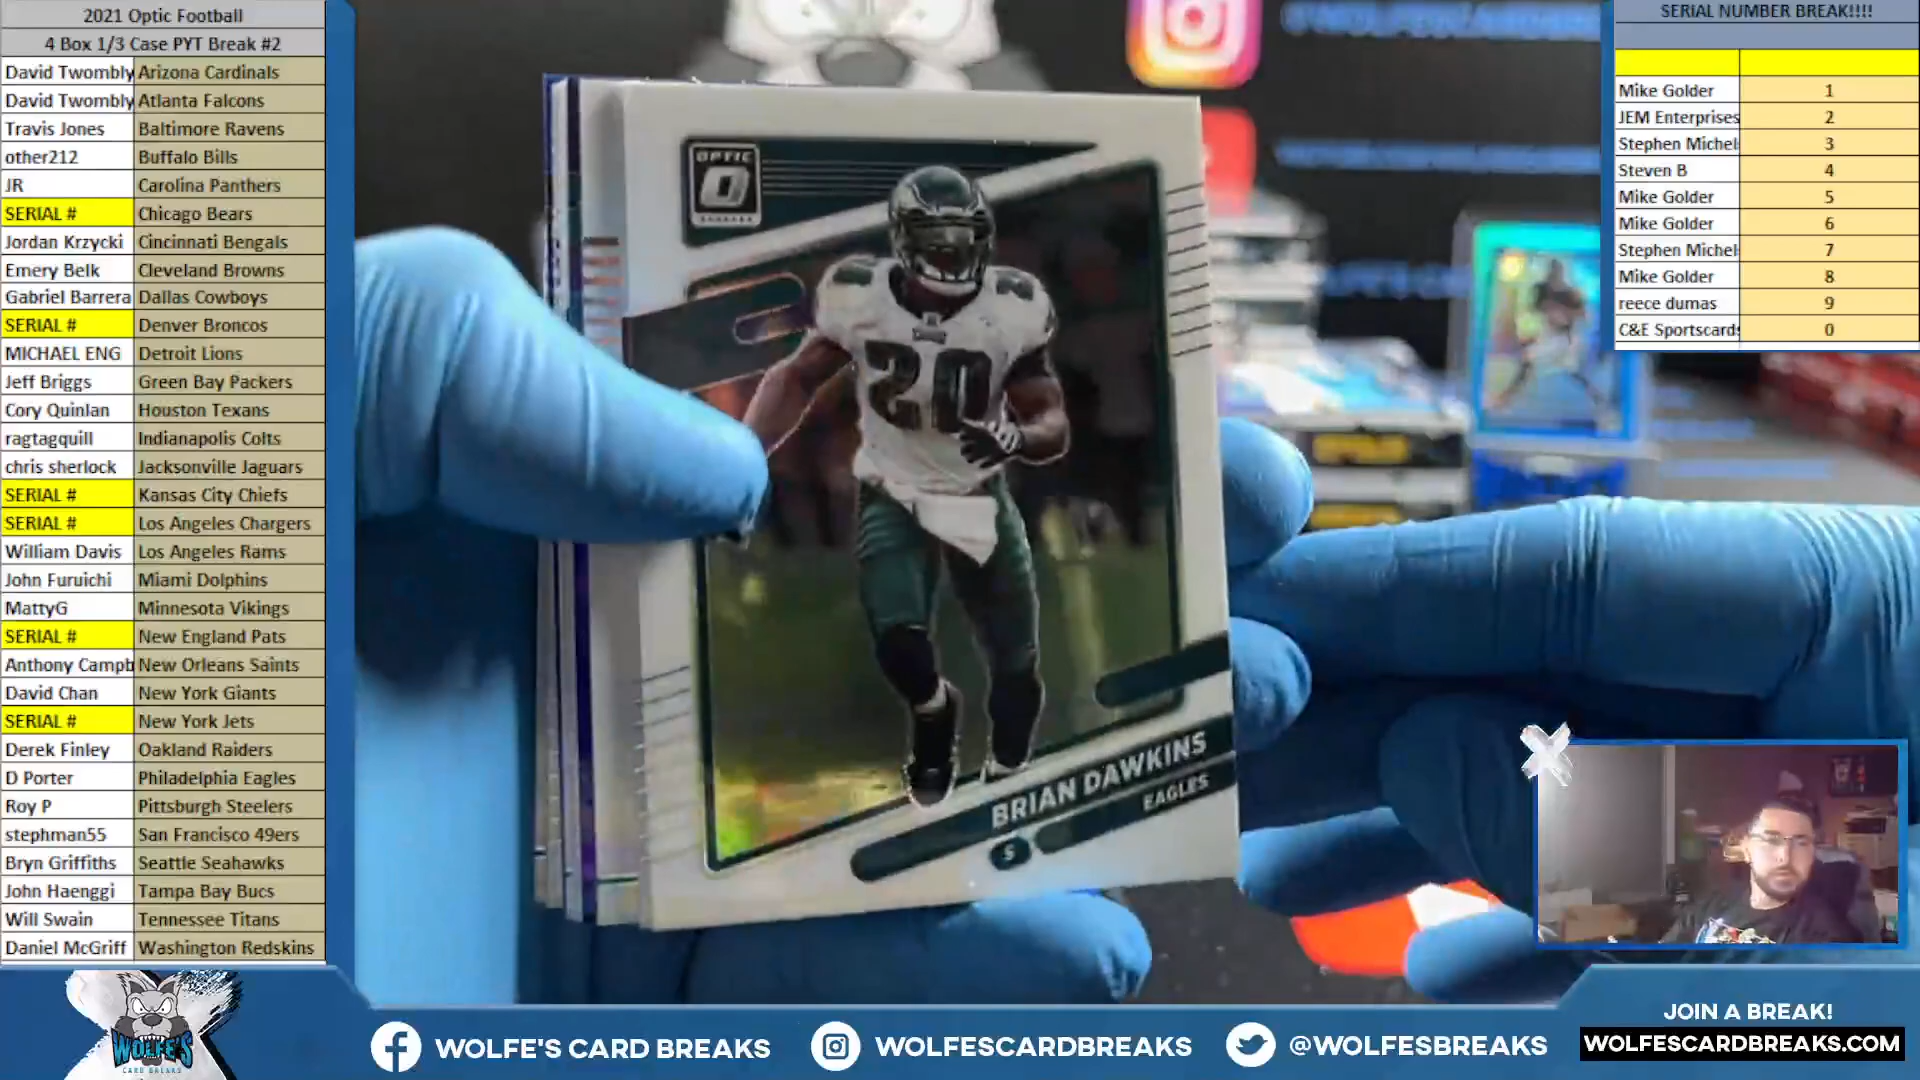 2021 Optic Football
4 Box 1/3 Case PYT Break #2
David Twombly Arizona Cardinals
David Twombly Atlanta Falcons
Travis Jones Baltimore Ravens
other212 Buffalo Bills
JR Carolina Panthers
SERIAL # Chicago Bears
Jordan Krzycki Cincinnati Bengals
Emery Belk Cleveland Browns
Gabriel Barrera Dallas Cowboys
SERIAL # Denver Broncos
MICHAEL ENG Detroit Lions
Jeff Briggs Green Bay Packers
Cory Quinlan Houston Texans
ragtagquill Indianapolis Colts
chris sherlock Jacksonville Jaguars
SERIAL # Kansas City Chiefs
SERIAL # Los Angeles Chargers
William Davis Los Angeles Rams
John Furuichi Miami Dolphins
MattyG Minnesota Vikings
SERIAL # New England Pats
Anthony Campb New Orleans Saints
David Chan New York Giants
SERIAL # New York Jets
Derek Finley Oakland Raiders
D Porter Philadelphia Eagles
Roy P Pittsburgh Steelers
stephman55 San Francisco 49ers
Bryn Griffiths Seattle Seahawks
John Haenggi Tampa Bay Bucs
Will Swain Tennessee Titans
Daniel McGriff Washington Redskins
OPTIC
20
BRIAN DAWKINS
EAGLES
S
SERIAL NUMBER BREAK!!!!
Mike Golder 1
JEM Enterprises 2
Stephen Michel 3
Steven B 4
Mike Golder 5
Mike Golder 6
Stephen Michel 7
Mike Golder 8
reece dumas 9
C&E Sportscards 0
WOLFE'S
CARD BREAKS
WOLFE'S CARD BREAKS
WOLFESCARDBREAKS
@WOLFESBREAKS
JOIN A BREAK!
WOLFESCARDBREAKS.COM